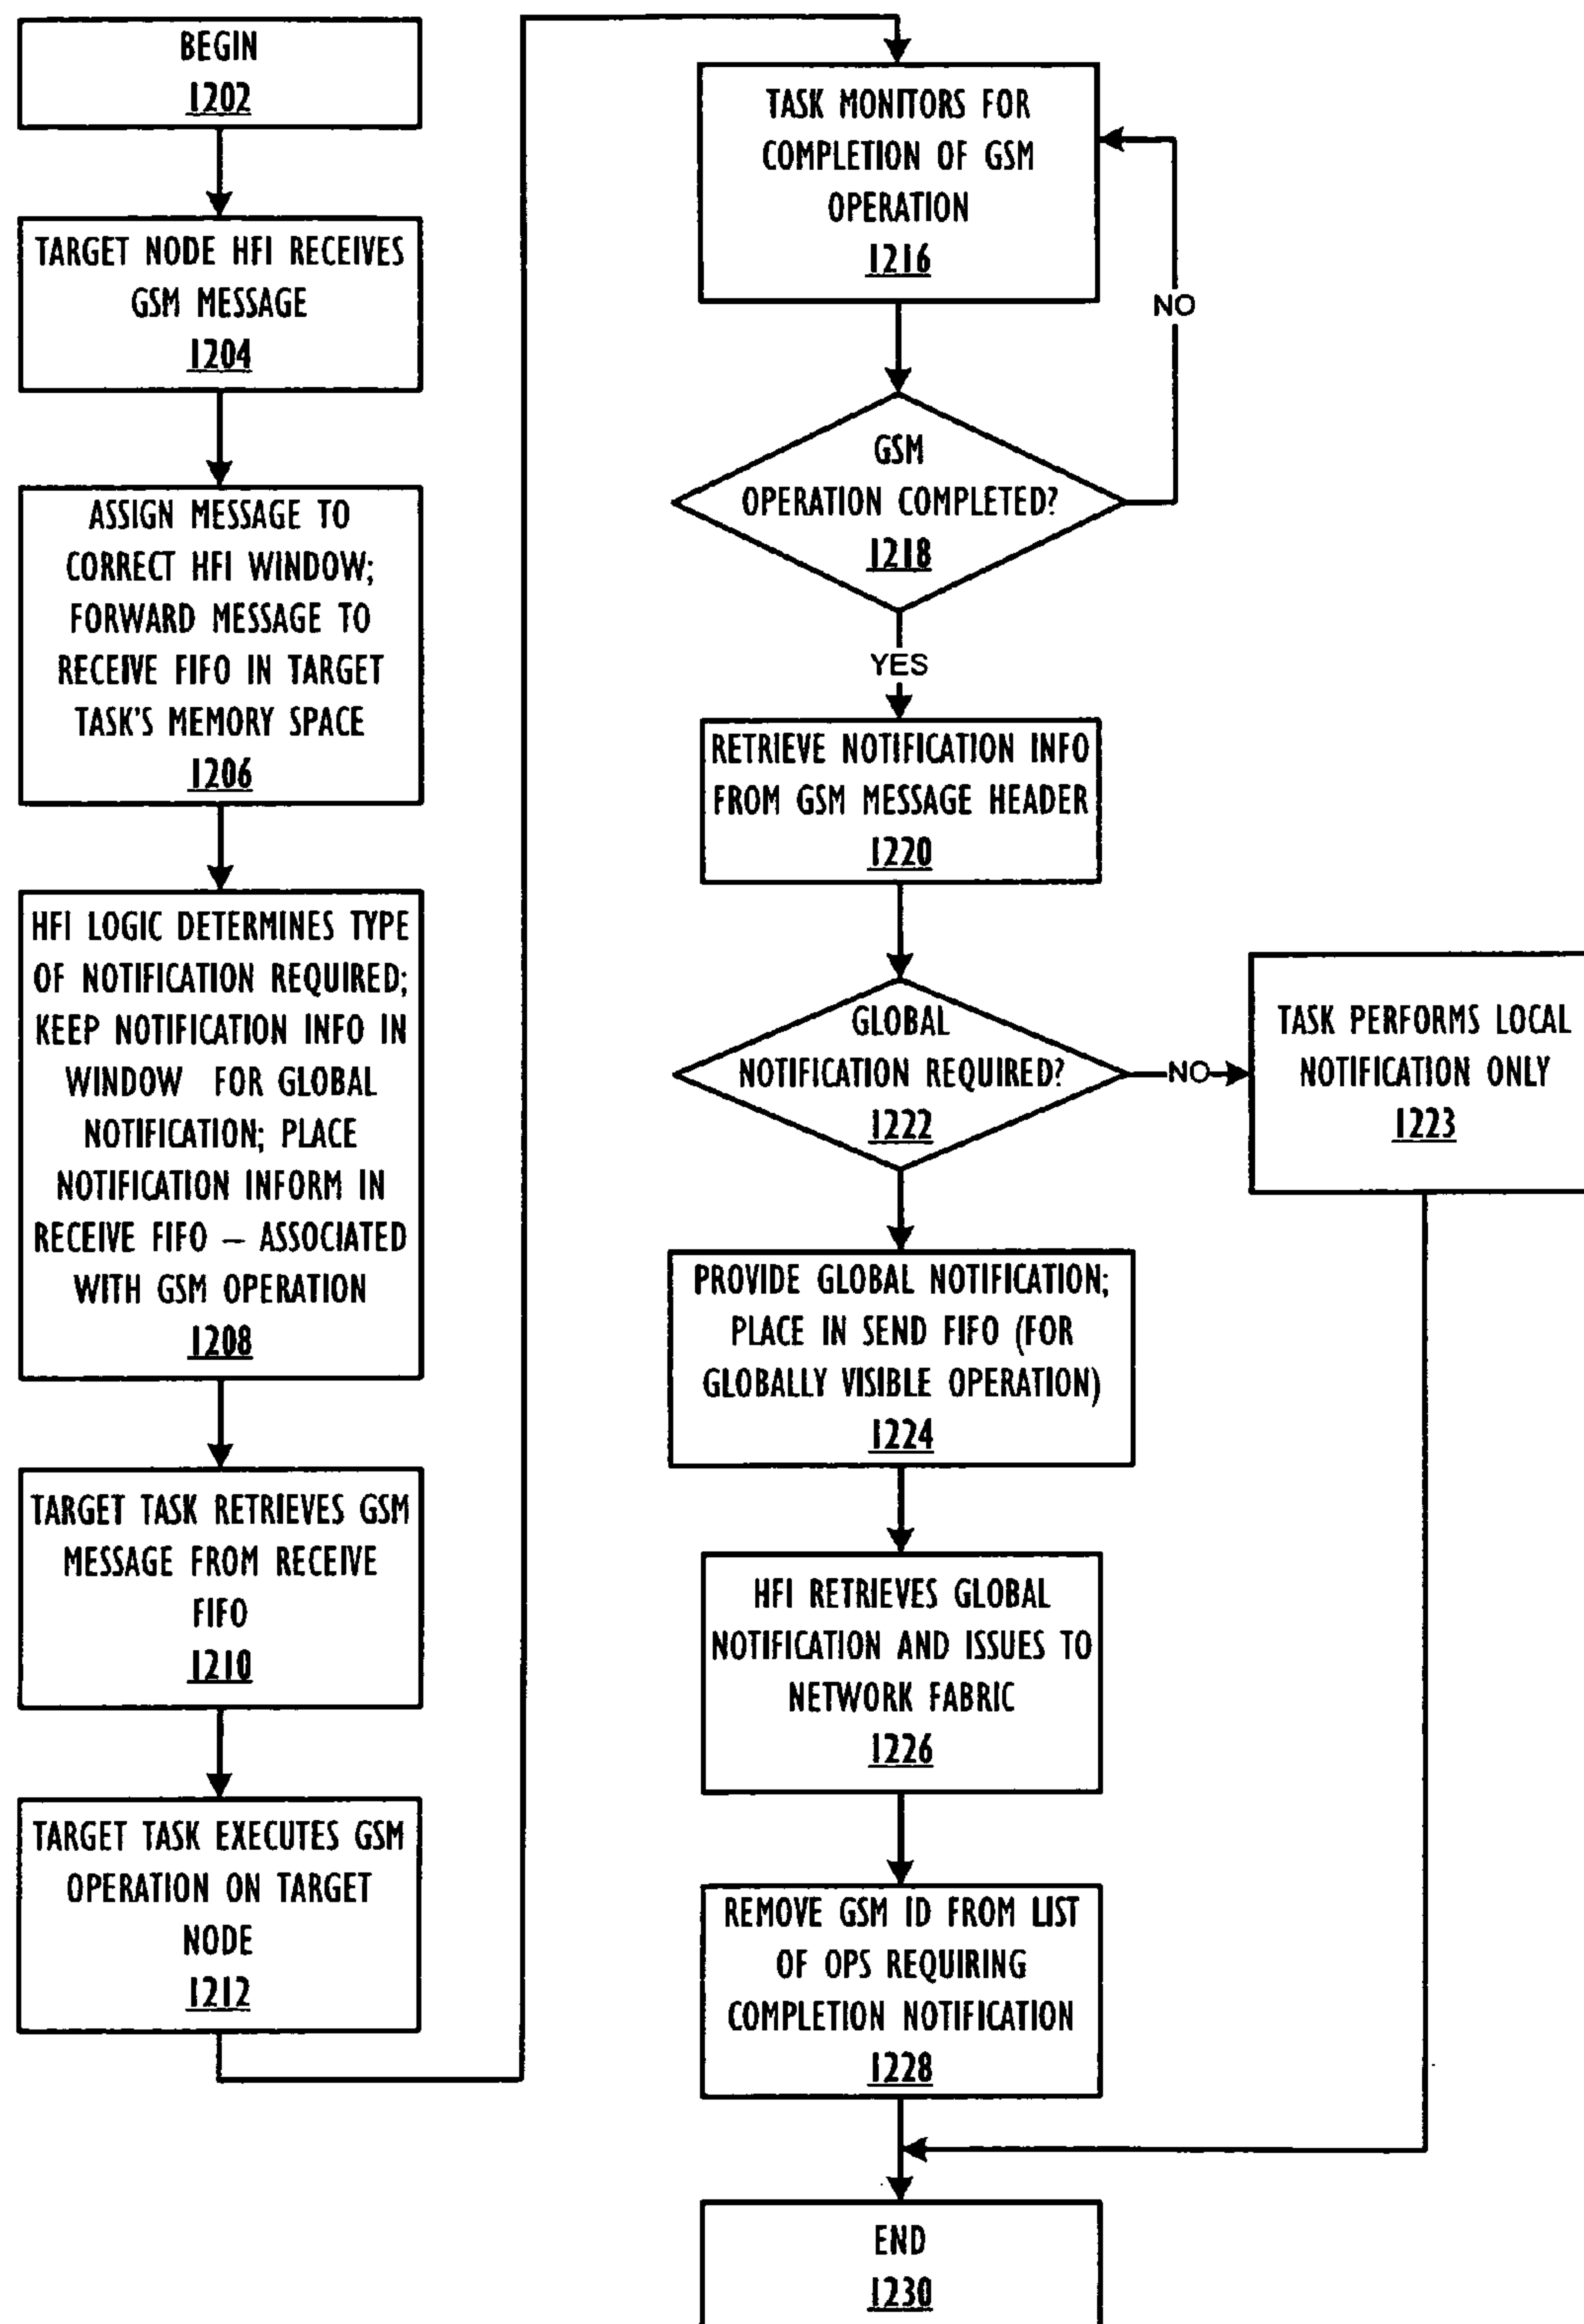 BEGIN
1202
TARGET NODE HFI RECEIVES
GSM MESSAGE
1204
ASSIGN MESSAGE TO
CORRECT HFI WINDOW;
FORWARD MESSAGE TO
RECEIVE FIFO IN TARGET
TASK'S MEMORY SPACE
1206
HFI LOGIC DETERMINES TYPE
OF NOTIFICATION REQUIRED;
KEEP NOTIFICATION INFO IN
WINDOW FOR GLOBAL
NOTIFICATION; PLACE
NOTIFICATION INFORM IN
RECEIVE FIFO – ASSOCIATED
WITH GSM OPERATION
1208
TARGET TASK RETRIEVES GSM
MESSAGE FROM RECEIVE
FIFO
1210
TARGET TASK EXECUTES GSM
OPERATION ON TARGET
NODE
1212
TASK MONITORS FOR
COMPLETION OF GSM
OPERATION
1216
NO
GSM
OPERATION COMPLETED?
1218
YES
RETRIEVE NOTIFICATION INFO
FROM GSM MESSAGE HEADER
1220
GLOBAL
NOTIFICATION REQUIRED?
1222
NO
TASK PERFORMS LOCAL
NOTIFICATION ONLY
1223
PROVIDE GLOBAL NOTIFICATION;
PLACE IN SEND FIFO (FOR
GLOBALLY VISIBLE OPERATION)
1224
HFI RETRIEVES GLOBAL
NOTIFICATION AND ISSUES TO
NETWORK FABRIC
1226
REMOVE GSM ID FROM LIST
OF OPS REQUIRING
COMPLETION NOTIFICATION
1228
END
1230